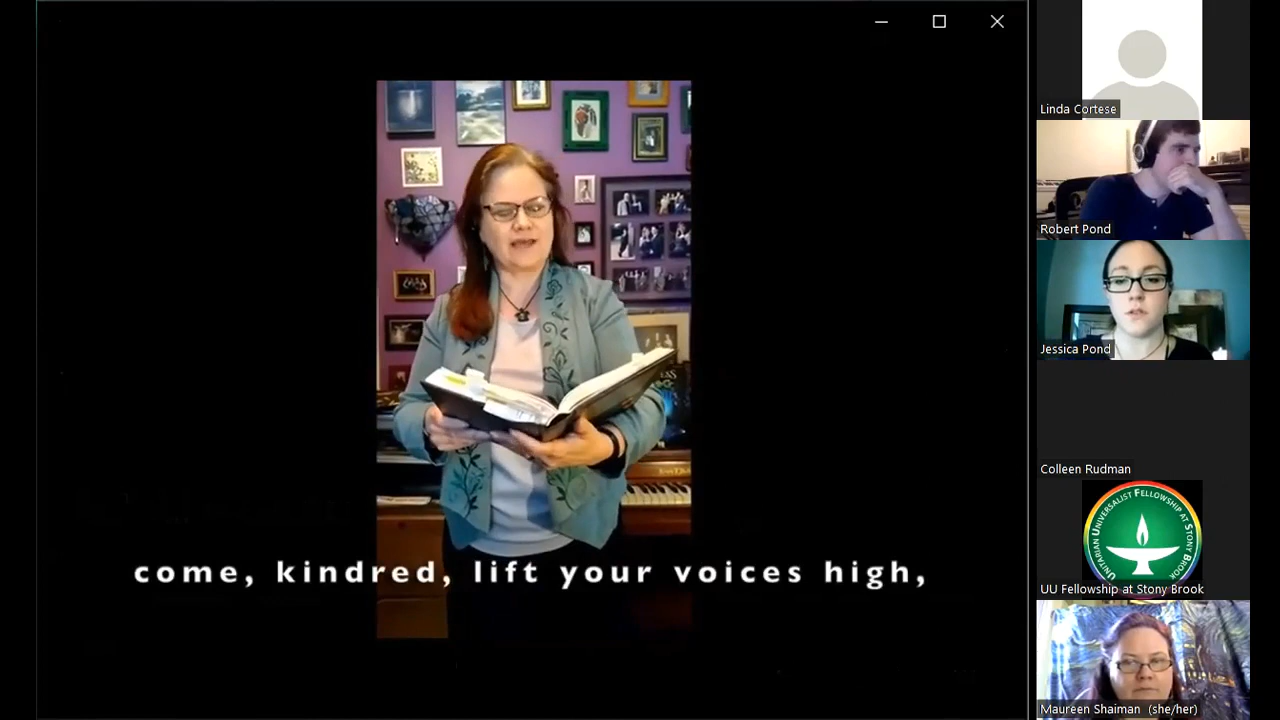 come, kindred, lift your voices high,
Linda Cortese
Robert Pond
Jessica Pond
Colleen Rudman
UNITARIAN UNIVERSALIST FELLOWSHIP AT STONY BROOK
UU Fellowship at Stony Brook
Maureen Shaiman (she/her)